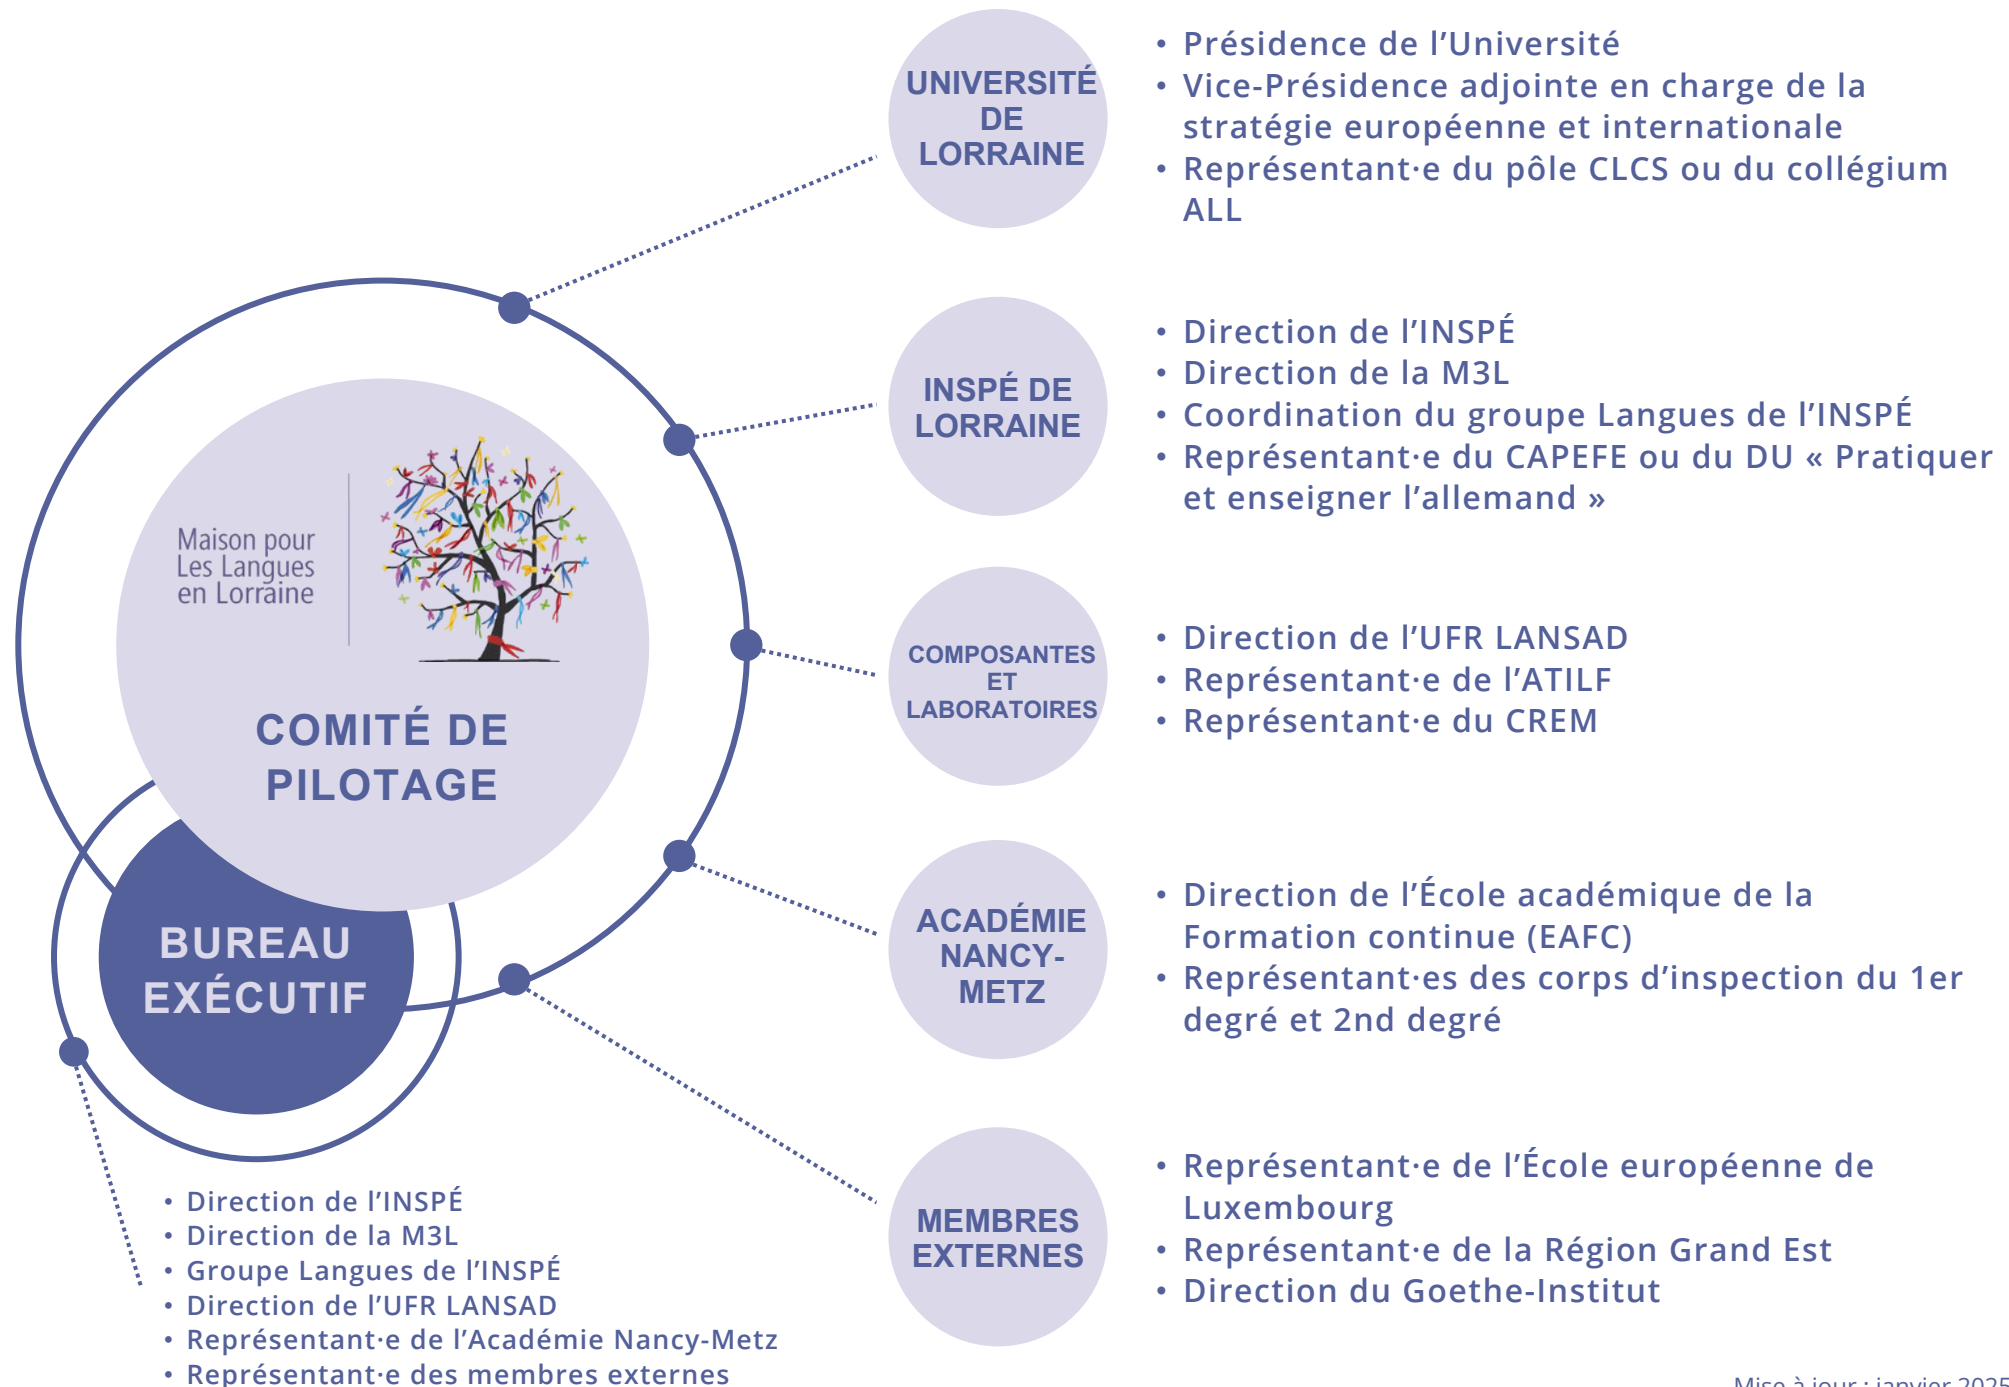 UNIVERSITÉ
DE
LORRAINE
• Présidence de l’Université
• Vice-Présidence adjointe en charge de la
stratégie européenne et internationale
• Représentant·e du pôle CLCS ou du collégium
ALL
INSPÉ DE
LORRAINE
• Direction de l’INSPÉ
• Direction de la M3L
• Coordination du groupe Langues de l’INSPÉ
• Représentant·e du CAPEFE ou du DU « Pratiquer
et enseigner l’allemand »
Maison pour
Les Langues
en Lorraine
COMITÉ DE
PILOTAGE
COMPOSANTES
ET
LABORATOIRES
• Direction de l’UFR LANSAD
• Représentant·e de l’ATILF
• Représentant·e du CREM
ACADÉMIE
NANCY-
METZ
• Direction de l’École académique de la
Formation continue (EAFC)
• Représentant·es des corps d’inspection du 1er
degré et 2nd degré
BUREAU
EXÉCUTIF
MEMBRES
EXTERNES
• Représentant·e de l’École européenne de
Luxembourg
• Représentant·e de la Région Grand Est
• Direction du Goethe-Institut
• Direction de l’INSPÉ
• Direction de la M3L
• Groupe Langues de l’INSPÉ
• Direction de l’UFR LANSAD
• Représentant·e de l’Académie Nancy-Metz
• Représentant·e des membres externes
Mise à jour : janvier 2025